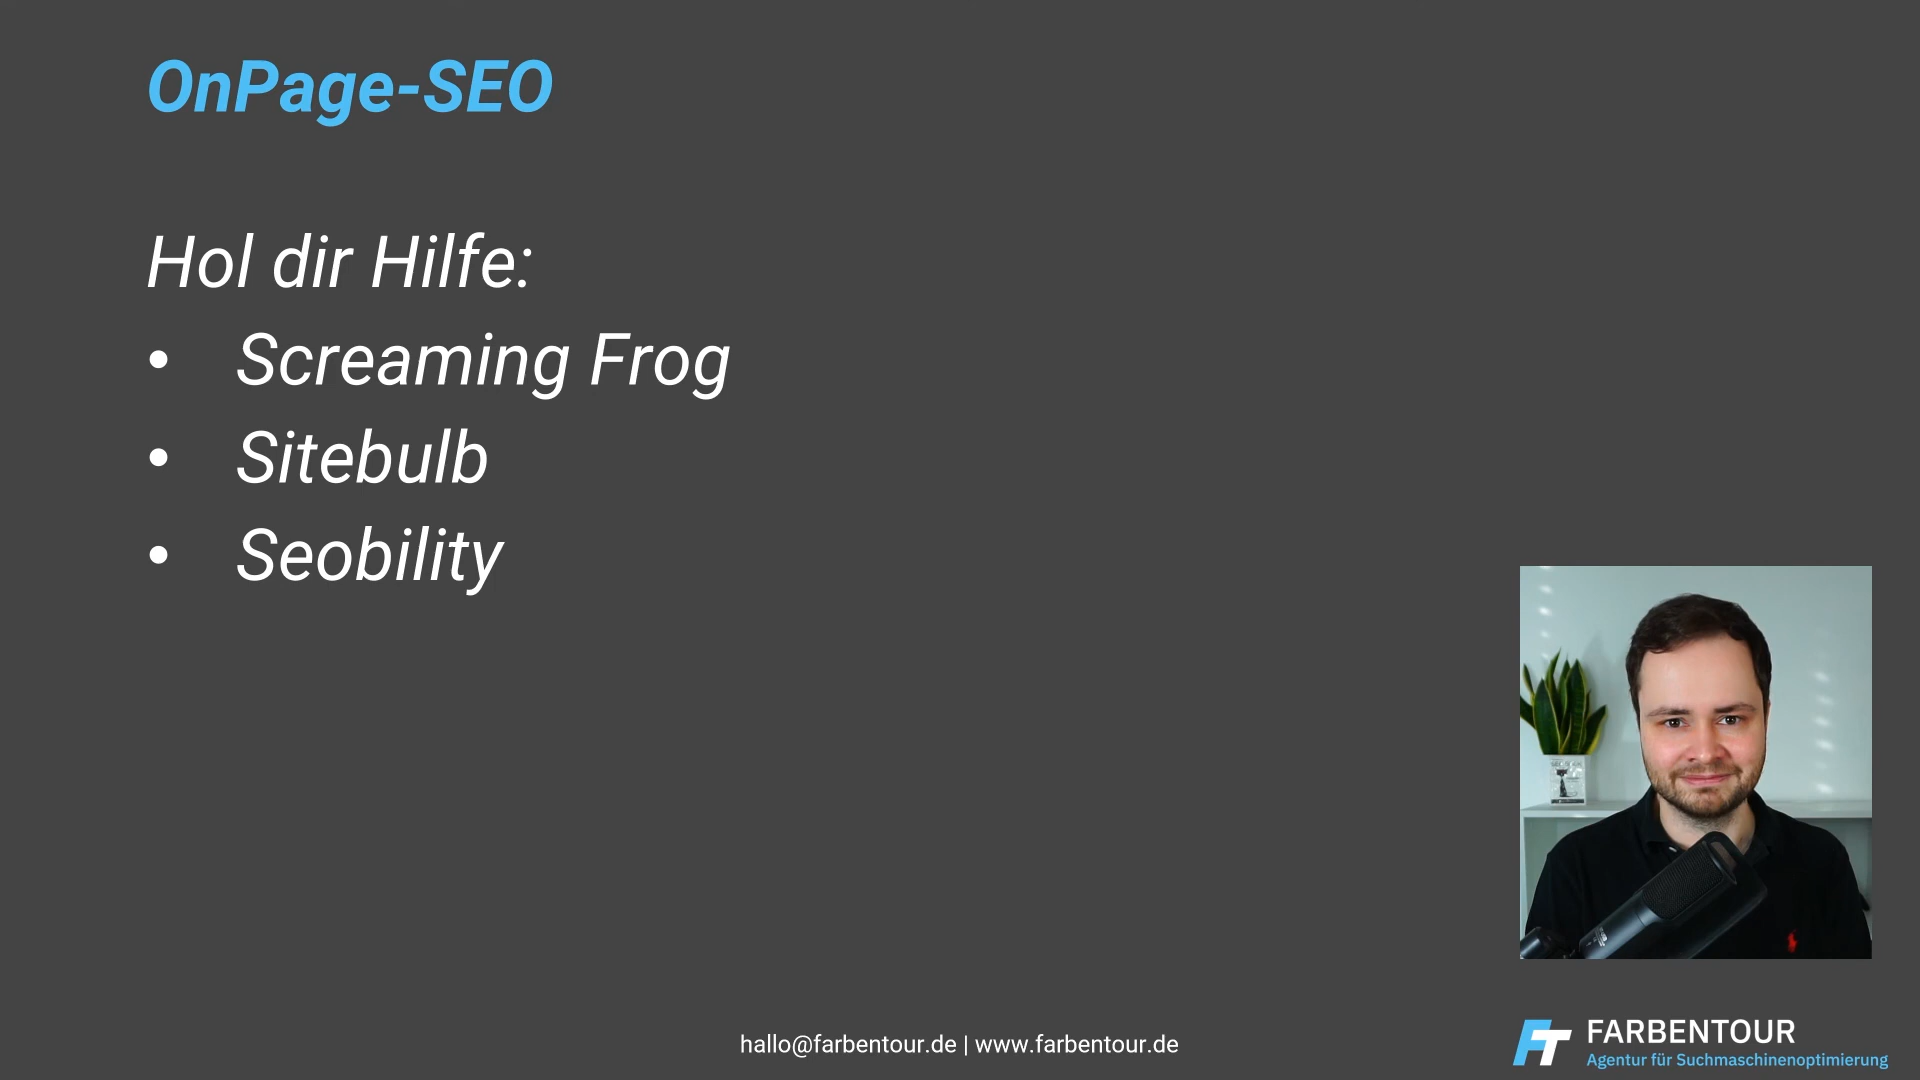 OnPage-SEO
Hol dir Hilfe:
• Screaming Frog
• Sitebulb
• Seobility
hallo@farbentour.de | www.farbentour.de
FT FARBENTOUR
Agentur für Suchmaschinenoptimierung